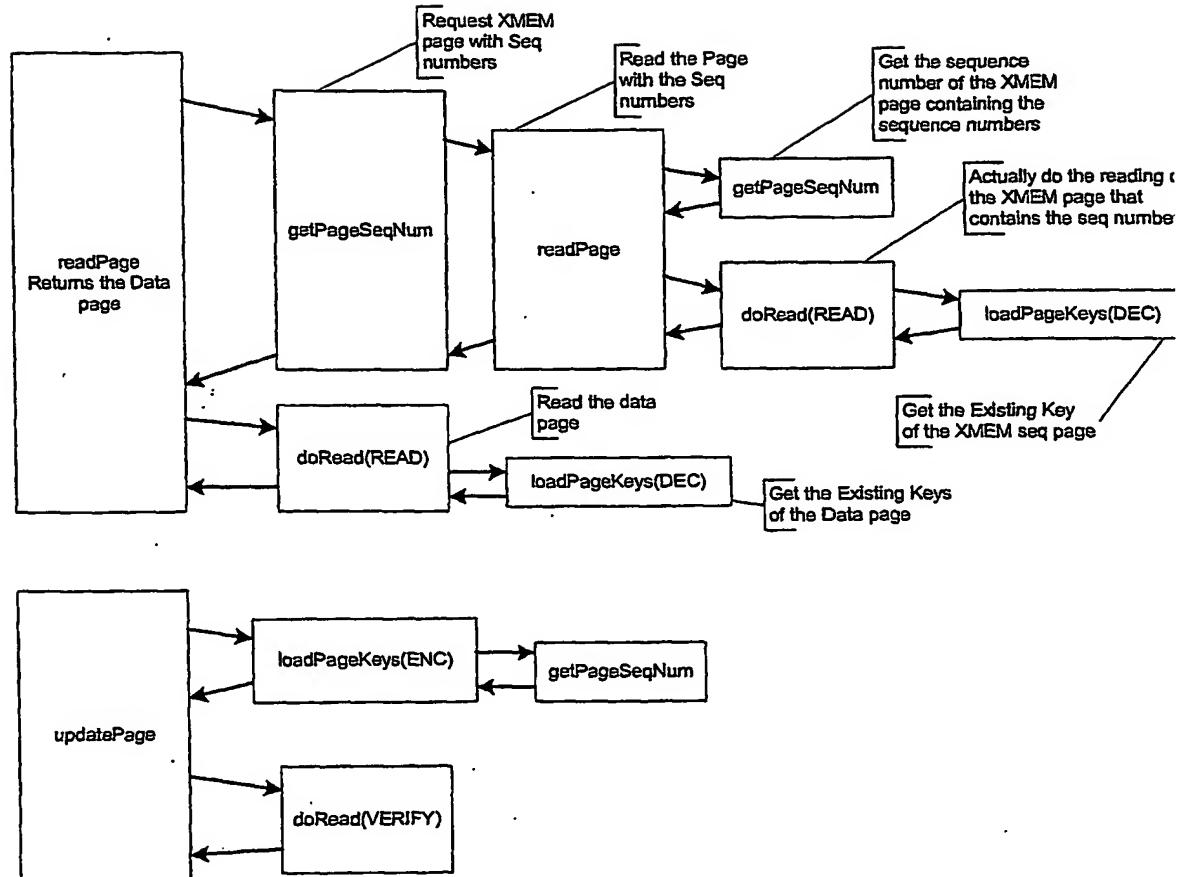 Request XMEM
page with Seq
numbers
Read the Page
with the Seq
numbers
Get the sequence
number of the XMEM
page containing the
sequence numbers
getPageSeqNum
Actually do the reading
the XMEM page that
contains the seq
getPageSeqNum
readPage
readPage
Returns the Data
page
doRead(READ)
loadPageKeys(DEC)
Read the data
page
Get the Existing Key
of the XMEM seq page
doRead(READ)
loadPageKeys(DEC)
Get the Existing Keys
of the Data page
loadPageKeys(ENC)
getPageSeqNum
updatePage
doRead(VERIFY)